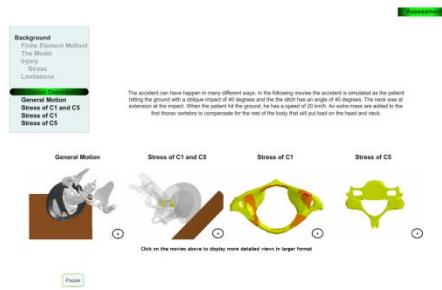 Assessment
Background
Finite Element Method
The Model
Injury
Stress
Limitations
Overview
General Motion
Stress of C1 and C5
Stress of C1
Stress of C5
The accident can have happen in many different ways. In the following movies the accident is simulated as the patient
hitting the ground with a oblique impact of 40 degrees and the the ditch has an angle of 40 degrees. The neck was at
extension at the impact. When the patient hit the ground, he has a speed of 20 km/h. An extra mass are added to the
first thorax vertebra to compensate for the rest of the body that will put load on the head and neck.
General Motion
Stress of C1 and C5
Stress of C1
Stress of C5
Click on the movies above to display more detailed views in larger format
Pause